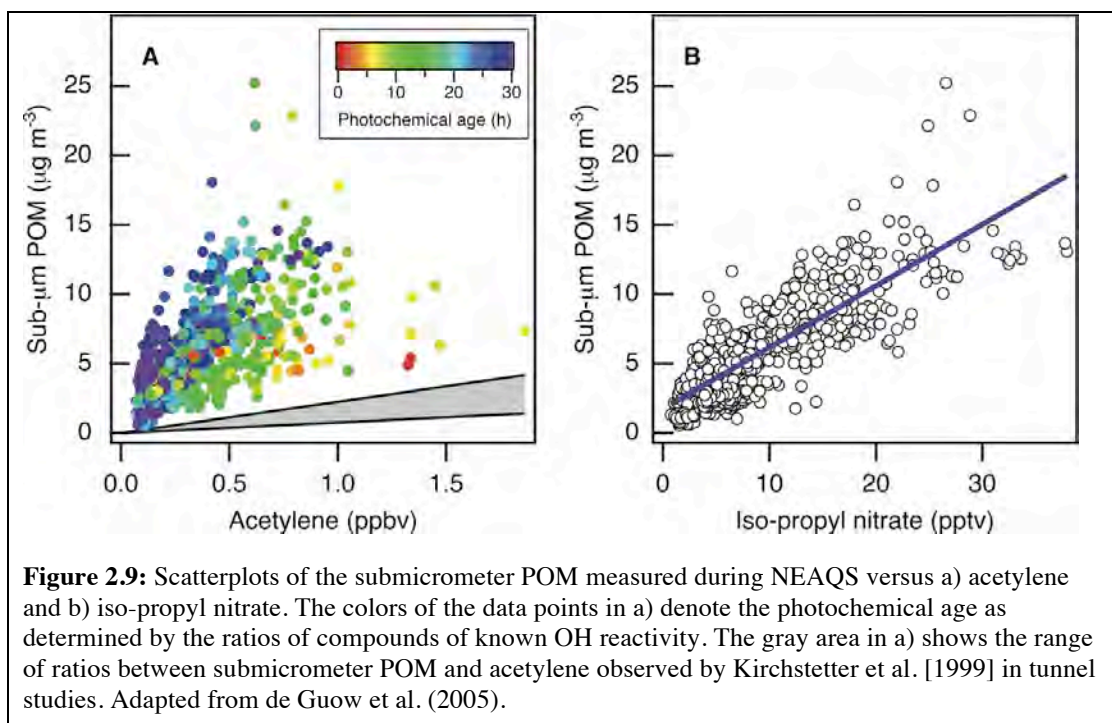 A
0
10
20
30
Photochemical age (h)
25
20
15
10
5
0
Sub-μm POM (μg m-3)
0.0
0.5
1.0
1.5
Acetylene (ppbv)
B
25
20
15
10
5
0
Sub-μm POM (μg m-3)
0
10
20
30
Iso-propyl nitrate (pptv)
Figure 2.9: Scatterplots of the submicrometer POM measured during NEAQS versus a) acetylene
and b) iso-propyl nitrate. The colors of the data points in a) denote the photochemical age as
determined by the ratios of compounds of known OH reactivity. The gray area in a) shows the range
of ratios between submicrometer POM and acetylene observed by Kirchstetter et al. [1999] in tunnel
studies. Adapted from de Guow et al. (2005).